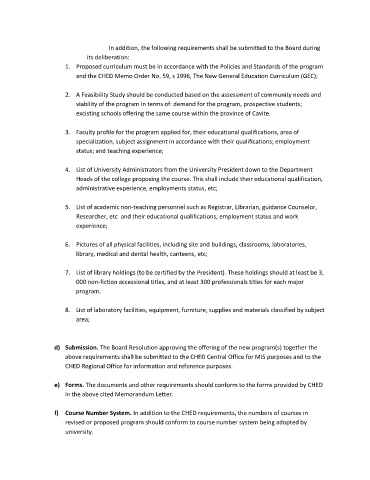 In addition, the following requirements shall be submitted to the Board during
its deliberation:
1. Proposed curriculum must be in accordance with the Policies and Standards of the program
and the CHED Memo Order No. 59, s 1996, The New General Education Curriculum (GEC);
2. A Feasibility Study should be conducted based on the assessment of community needs and
viability of the program in terms of: demand for the program, prospective students;
excisting schools offering the same course within the province of Cavite.
3. Faculty profile for the program applied for, their educational qualifications, area of
specialization, subject assignment in accordance with their qualifications; employment
status; and teaching experience;
4. List of University Administrators from the University President down to the Department
Heads of the college proposing the course. This shall include their educational qualification,
administrative experience, employments status, etc;
5. List of academic non-teaching personnel such as Registrar, Librarian, guidance Counselor,
Researcher, etc and their educational qualifications, employment status and work
experience;
6. Pictures of all physical facilities, including site and buildings, classrooms, laboratories,
library, medical and dental health, canteens, etc;
7. List of library holdings (to be certified by the President). These holdings should at least be 3,
000 non-fiction accessional titles, and at least 300 professionals titles for each major
program.
8. List of laboratory facilities, equipment, furniture, supplies and materials classified by subject
area;
d) Submission. The Board Resolution approving the offering of the new program(s) together the
above requirements shall be submitted to the CHED Central Office for MIS purposes and to the
CHED Regional Office for information and reference purposes.
e) Forms. The documents and other requirements should conform to the forms provided by CHED
in the above cited Memorandum Letter.
f) Course Number System. In addition to the CHED requirements, the numbers of courses in
revised or proposed program should conform to course number system being adopted by
university.